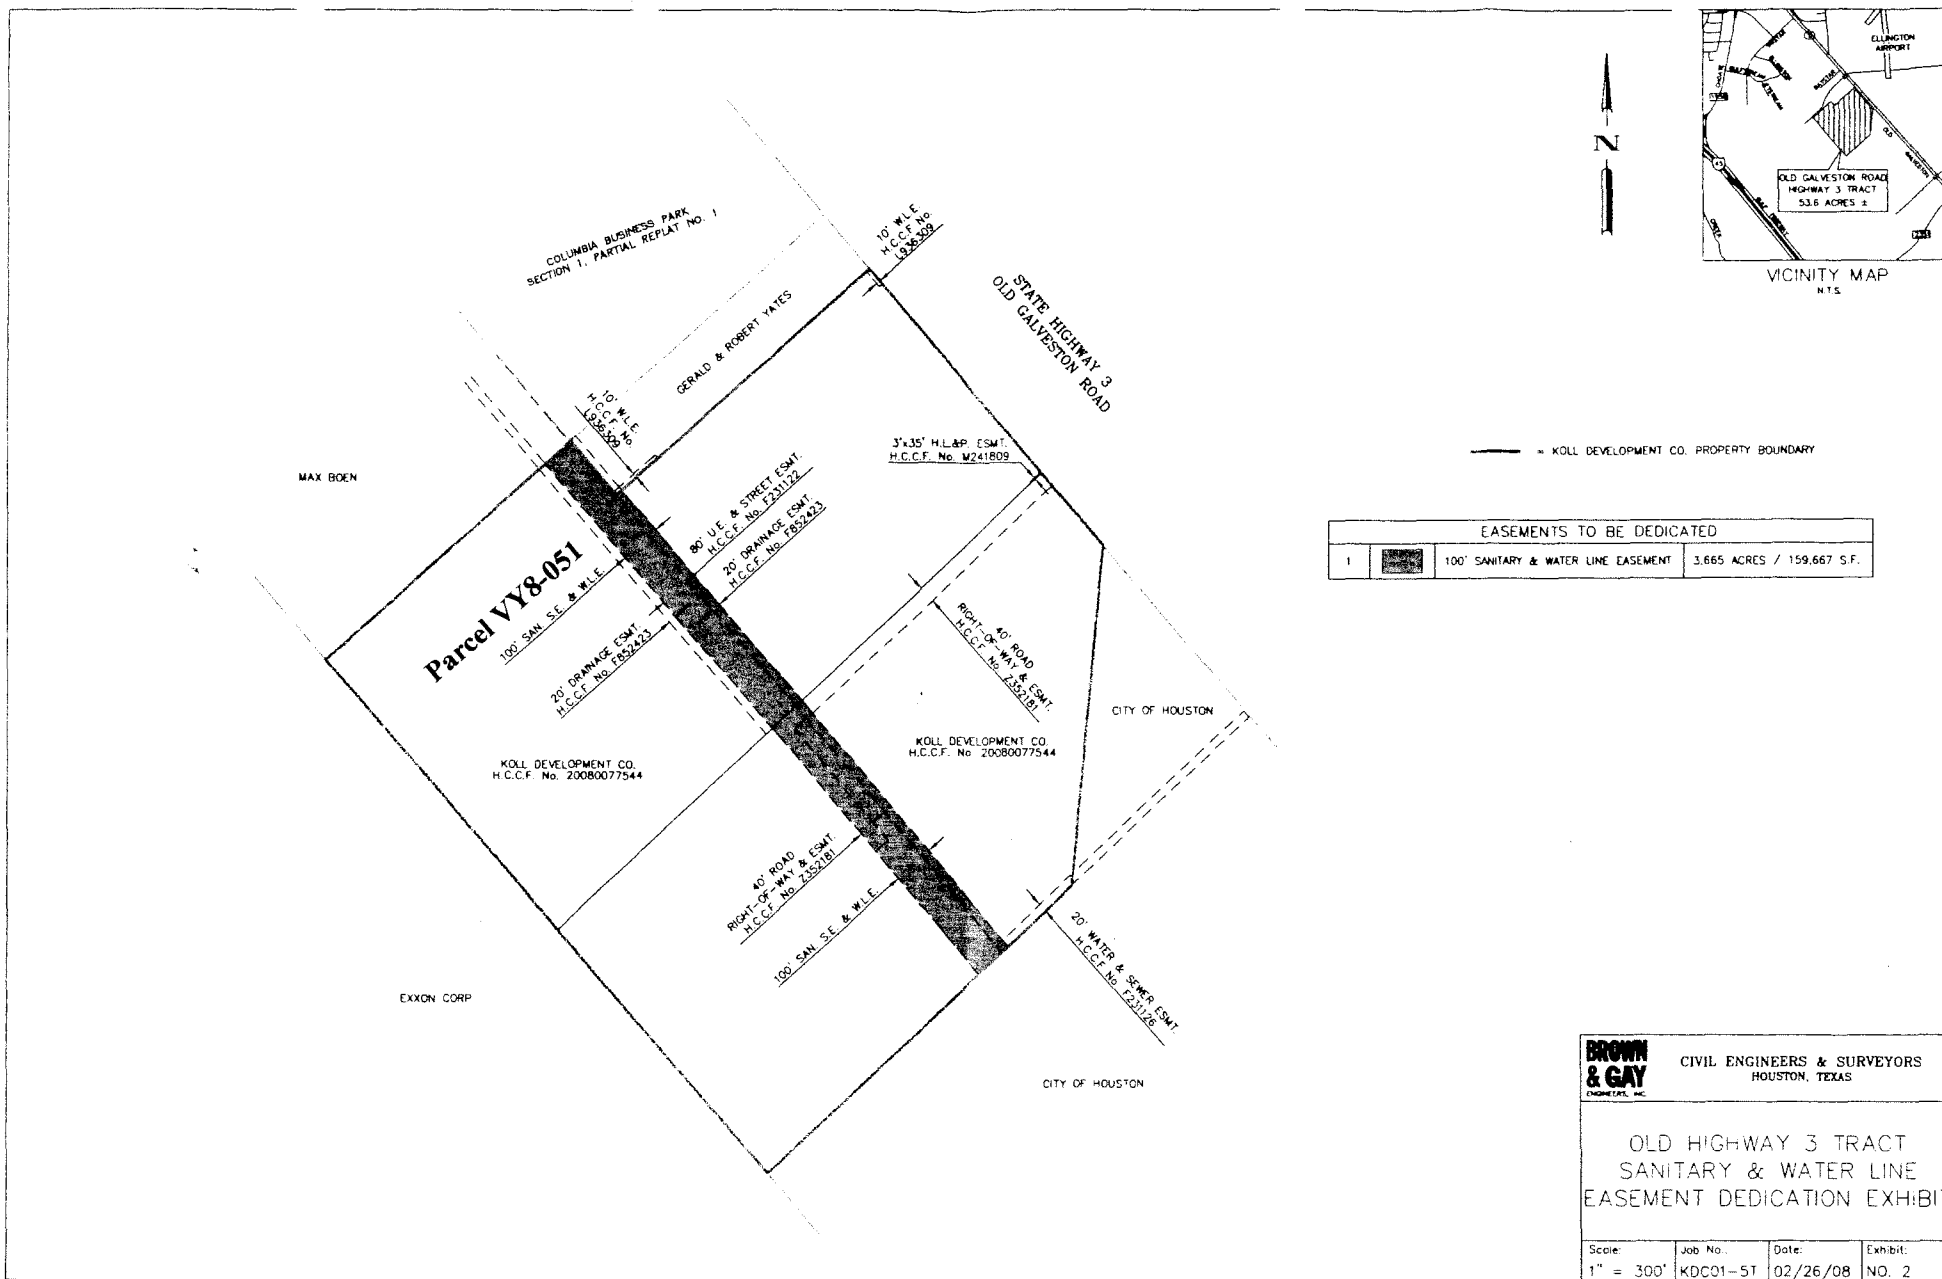 ELLINGTON
AIRPORT
BAYSTAR
OLD
GALVESTON
45
GULF FREEWAY
CREEK
OLD GALVESTON ROAD
HIGHWAY 3 TRACT
53.6 ACRES ±
VICINITY MAP
N.T.S.
N
COLUMBIA BUSINESS PARK
SECTION 1, PARTIAL REPLAT NO. 1
10' W.L.E.
H.C.C.F. No.
L936309
STATE HIGHWAY 3
OLD GALVESTON ROAD
GERALD & ROBERT YATES
10' W.L.E.
H.C.C.F. No.
L936309
3'x35' H.L.&P. ESMT.
H.C.C.F. No. M241809
= KOLL DEVELOPMENT CO. PROPERTY BOUNDARY
MAX BOEN
80' U.E. & STREET ESMT.
H.C.C.F. No. F231122
20' DRAINAGE ESMT.
H.C.C.F. No. F852423
EASEMENTS TO BE DEDICATED
1 100' SANITARY & WATER LINE EASEMENT 3.665 ACRES / 159,667 S.F.
Parcel VY8-051
100' SAN. S.E. & W.L.E.
20' DRAINAGE ESMT.
H.C.C.F. No. F852423
40' ROAD
RIGHT-OF-WAY & ESMT.
H.C.C.F. No. Z352181
CITY OF HOUSTON
KOLL DEVELOPMENT CO.
H.C.C.F. No 20080077544
KOLL DEVELOPMENT CO.
H.C.C.F. No. 20080077544
40' ROAD
RIGHT-OF-WAY & ESMT.
H.C.C.F. No. Z352181
100' SAN. S.E. & W.L.E.
20' WATER & SEWER ESMT.
H.C.C.F. No. F231126
EXXON CORP
CITY OF HOUSTON
BROWN
& GAY
ENGINEERS, INC.
CIVIL ENGINEERS & SURVEYORS
HOUSTON, TEXAS
OLD HIGHWAY 3 TRACT
SANITARY & WATER LINE
EASEMENT DEDICATION EXHIBI
Scale: Job No.: Date: Exhibit:
1" = 300' KDC01-5T 02/26/08 NO. 2